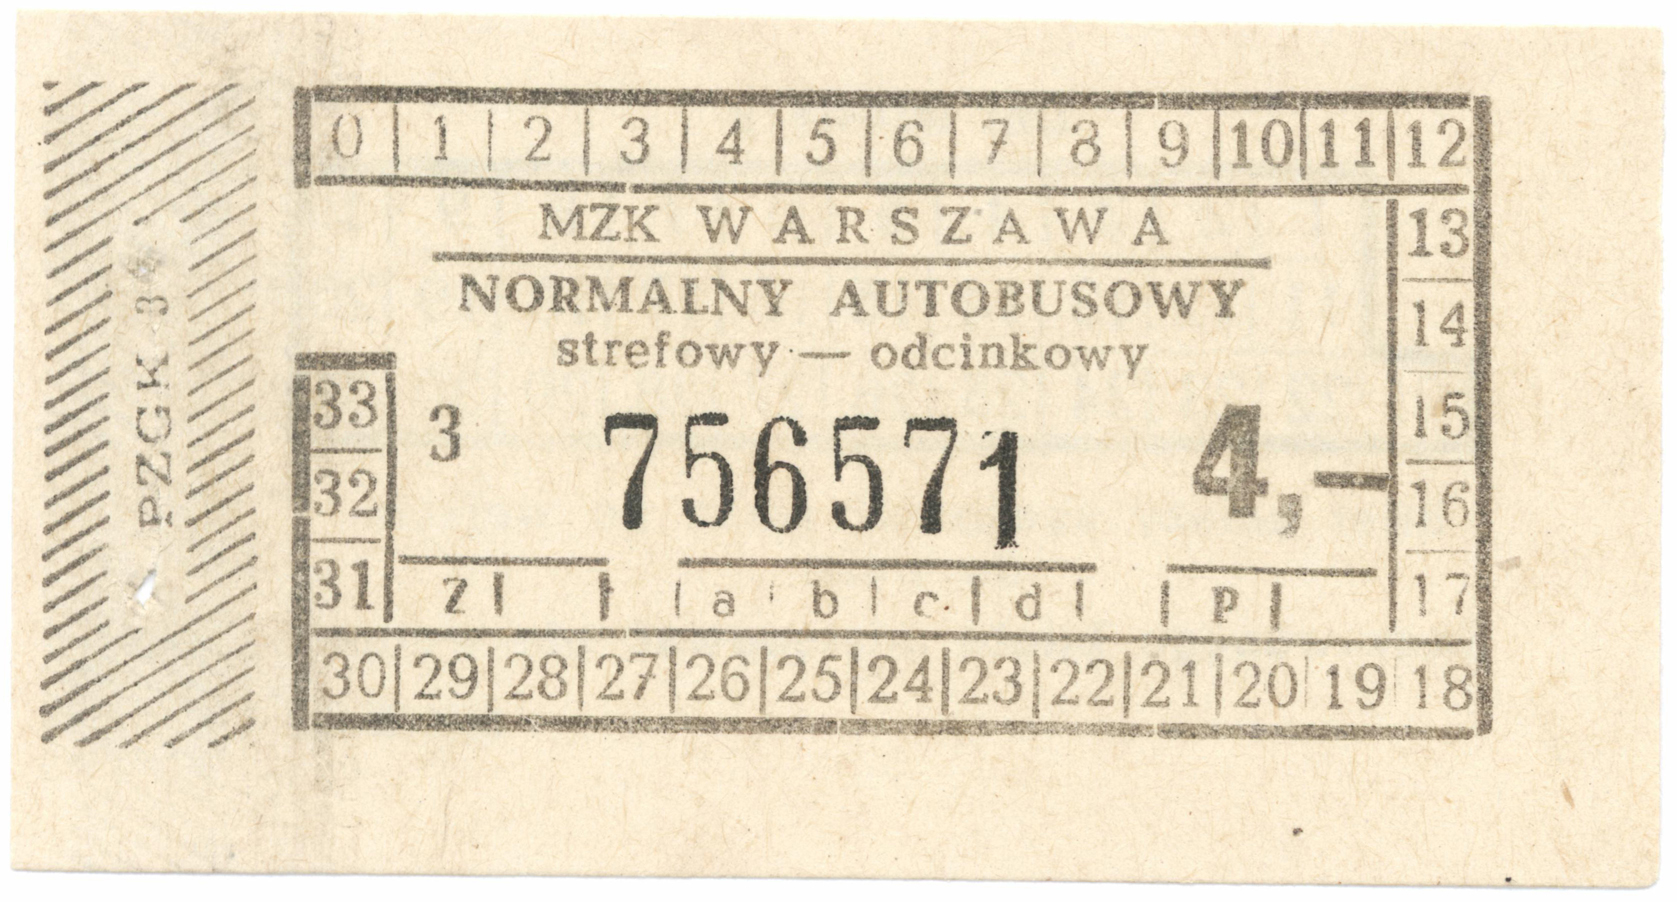 0 | 1 | 2 | 3 | 4 | 5 | 6 | 7 | 8 | 9 | 10 | 11 | 12
MZK WARSZAWA
NORMALNY AUTOBUSOWY
strefowy — odcinkowy
3 756571 4,—
z | | | a | b | c | d | | P |
13
14
15
16
17
33
32
31
30 | 29 | 28 | 27 | 26 | 25 | 24 | 23 | 22 | 21 | 20 | 19 | 18
PZGK 3